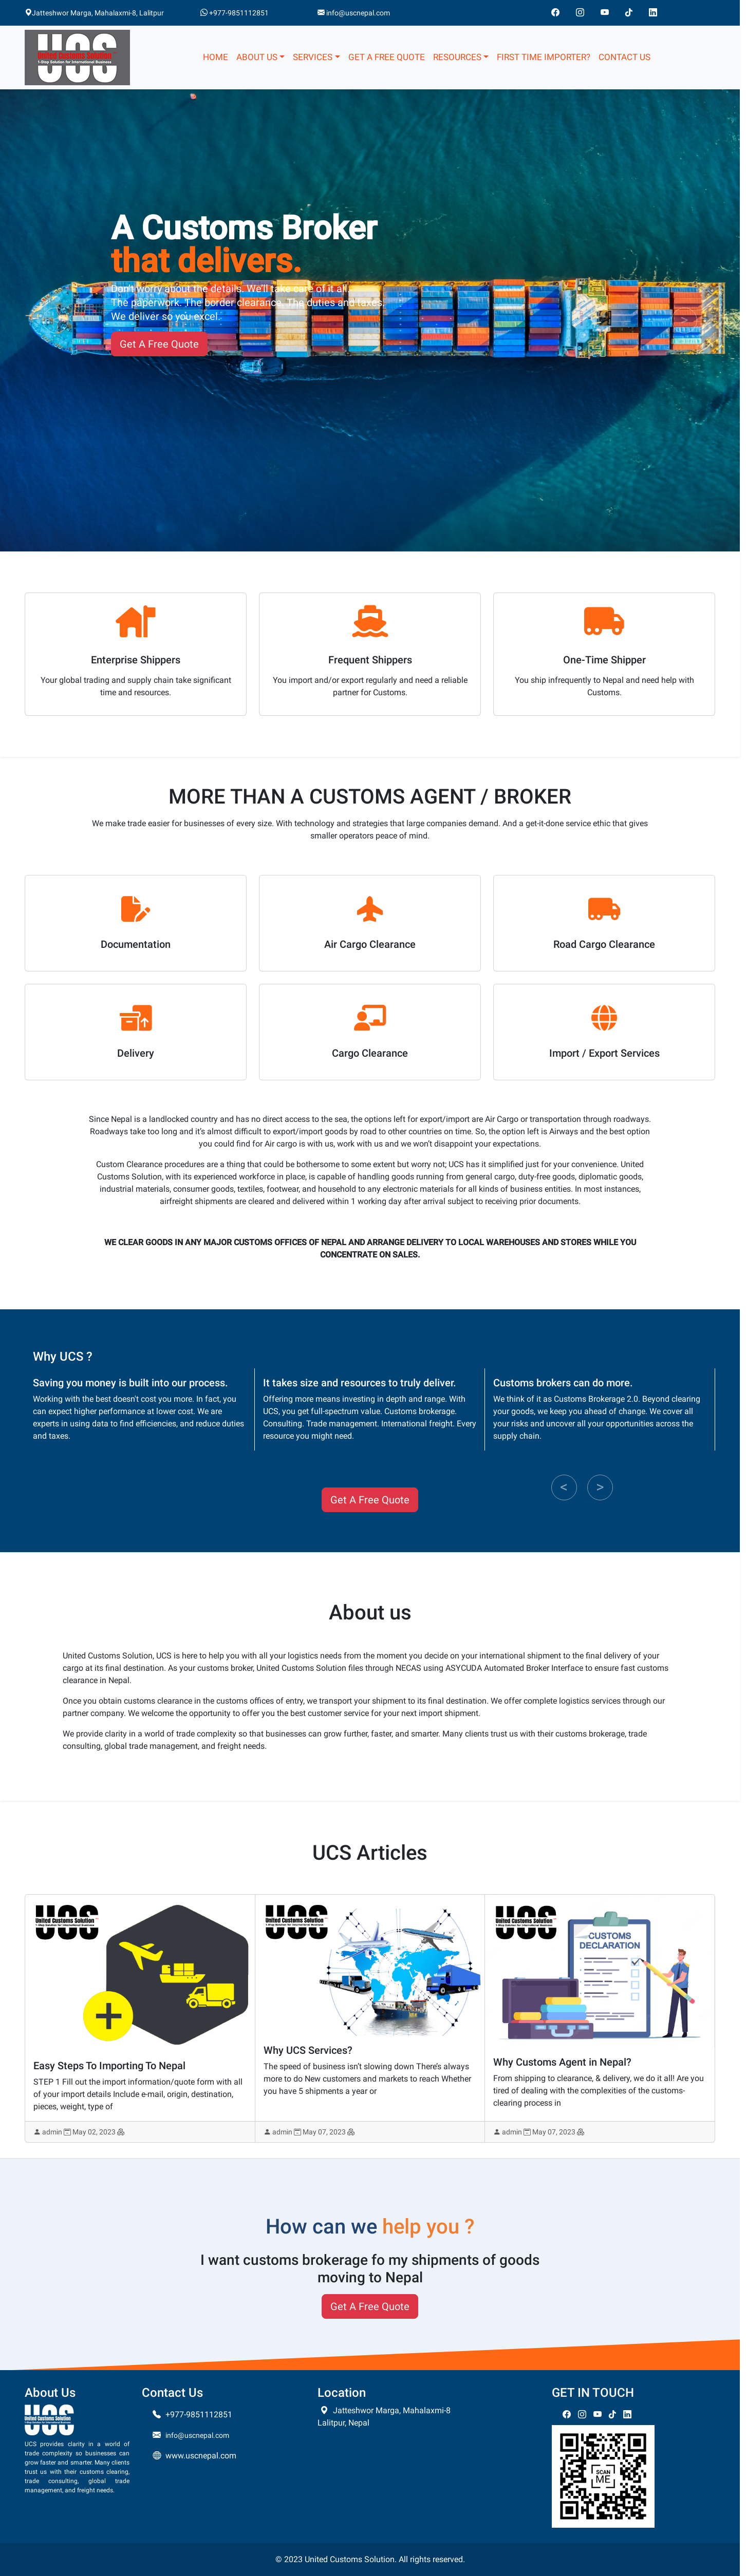 Jatteshwor Marga, Mahalaxmi-8, Lalitpur
+977-9851112851
info@uscnepal.com
UCS
United Customs Solution
1-Stop Solution for International Business
HOME ABOUT US SERVICES GET A FREE QUOTE RESOURCES FIRST TIME IMPORTER? CONTACT US
A Customs Broker
that delivers.
Don't worry about the details. We'll take care of it all.
The paperwork. The border clearance. The duties and taxes.
We deliver so you excel.
Get A Free Quote
Enterprise Shippers
Your global trading and supply chain take significant
time and resources.
Frequent Shippers
You import and/or export regularly and need a reliable
partner for Customs.
One-Time Shipper
You ship infrequently to Nepal and need help with
Customs.
MORE THAN A CUSTOMS AGENT / BROKER
We make trade easier for businesses of every size. With technology and strategies that large companies demand. And a get-it-done service ethic that gives
smaller operators peace of mind.
Documentation
Air Cargo Clearance
Road Cargo Clearance
Delivery
Cargo Clearance
Import / Export Services
Since Nepal is a landlocked country and has no direct access to the sea, the options left for export/import are Air Cargo or transportation through roadways.
Roadways take too long and it's almost difficult to export/import goods by road to other countries on time. So, the option left is Airways and the best option
you could find for Air cargo is with us, work with us and we won't disappoint your expectations.
Custom Clearance procedures are a thing that could be bothersome to some extent but worry not; UCS has it simplified just for your convenience. United
Customs Solution, with its experienced workforce in place, is capable of handling goods running from general cargo, duty-free goods, diplomatic goods,
industrial materials, consumer goods, textiles, footwear, and household to any electronic materials for all kinds of business entities. In most instances,
airfreight shipments are cleared and delivered within 1 working day after arrival subject to receiving prior documents.
WE CLEAR GOODS IN ANY MAJOR CUSTOMS OFFICES OF NEPAL AND ARRANGE DELIVERY TO LOCAL WAREHOUSES AND STORES WHILE YOU
CONCENTRATE ON SALES.
Why UCS ?
Saving you money is built into our process.
Working with the best doesn't cost you more. In fact, you
can expect higher performance at lower cost. We are
experts in using data to find efficiencies, and reduce duties
and taxes.
It takes size and resources to truly deliver.
Offering more means investing in depth and range. With
UCS, you get full-spectrum value. Customs brokerage.
Consulting. Trade management. International freight. Every
resource you might need.
Customs brokers can do more.
We think of it as Customs Brokerage 2.0. Beyond clearing
your goods, we keep you ahead of change. We cover all
your risks and uncover all your opportunities across the
supply chain.
< >
Get A Free Quote
About us
United Customs Solution, UCS is here to help you with all your logistics needs from the moment you decide on your international shipment to the final delivery of your
cargo at its final destination. As your customs broker, United Customs Solution files through NECAS using ASYCUDA Automated Broker Interface to ensure fast customs
clearance in Nepal.
Once you obtain customs clearance in the customs offices of entry, we transport your shipment to its final destination. We offer complete logistics services through our
partner company. We welcome the opportunity to offer you the best customer service for your next import shipment.
We provide clarity in a world of trade complexity so that businesses can grow further, faster, and smarter. Many clients trust us with their customs brokerage, trade
consulting, global trade management, and freight needs.
UCS Articles
UCS
United Customs Solution
1-Stop Solution for International Business
Easy Steps To Importing To Nepal
STEP 1 Fill out the import information/quote form with all
of your import details Include e-mail, origin, destination,
pieces, weight, type of
admin May 02, 2023
UCS
United Customs Solution
1-Stop Solution for International Business
Why UCS Services?
The speed of business isn't slowing down There's always
more to do New customers and markets to reach Whether
you have 5 shipments a year or
admin May 07, 2023
UCS
United Customs Solution
1-Stop Solution for International Business
CUSTOMS
DECLARATION
Why Customs Agent in Nepal?
From shipping to clearance, & delivery, we do it all! Are you
tired of dealing with the complexities of the customs-
clearing process in
admin May 07, 2023
How can we help you ?
I want customs brokerage fo my shipments of goods
moving to Nepal
Get A Free Quote
About Us
UCS
United Customs Solution
1-Stop Solution for International Business
UCS provides clarity in a world of
trade complexity so businesses can
grow faster and smarter. Many clients
trust us with their customs clearing,
trade consulting, global trade
management, and freight needs.
Contact Us
+977-9851112851
info@uscnepal.com
www.uscnepal.com
Location
Jatteshwor Marga, Mahalaxmi-8
Lalitpur, Nepal
GET IN TOUCH
SCAN
ME
© 2023 United Customs Solution. All rights reserved.